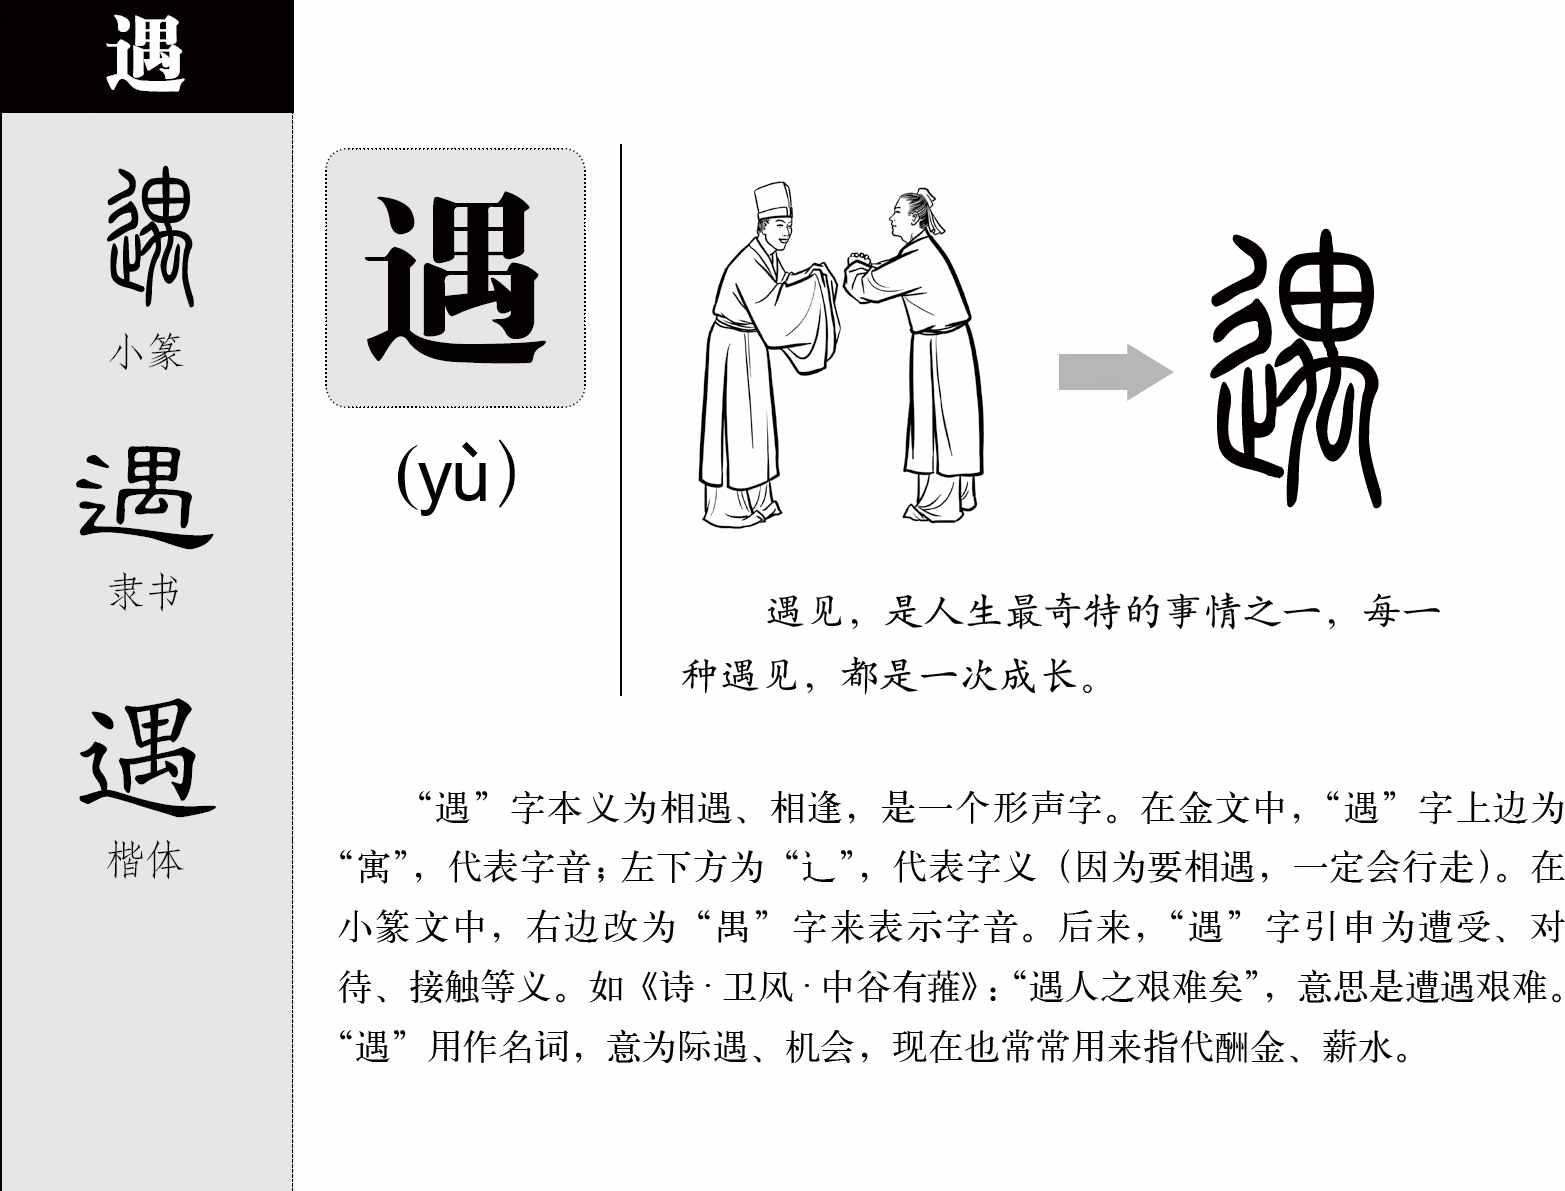 遇
遇
小篆
遇
隶书
遇
楷体
遇
(yù)
遇
遇见，是人生最奇特的事情之一，每一
种遇见，都是一次成长。
“遇”字本义为相遇、相逢，是一个形声字。在金文中，“遇”字上边为
“寓”，代表字音；左下方为“辶”，代表字义（因为要相遇，一定会行走）。在
小篆文中，右边改为“禺”字来表示字音。后来，“遇”字引申为遭受、对
待、接触等义。如《诗·卫风·中谷有蓷》：“遇人之艰难矣”，意思是遭遇艰难。
“遇”用作名词，意为际遇、机会，现在也常常用来指代酬金、薪水。